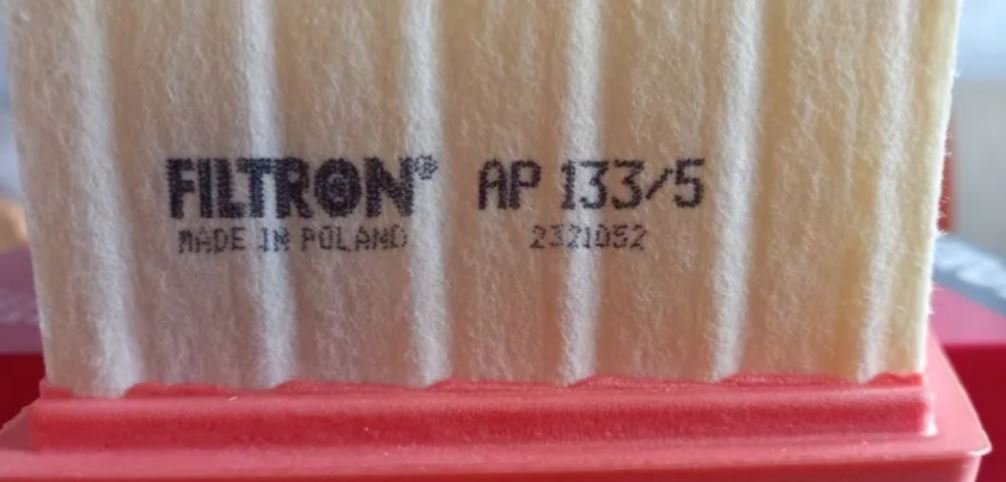 FILTRON® AP 133/5
MADE IN POLAND 2321052